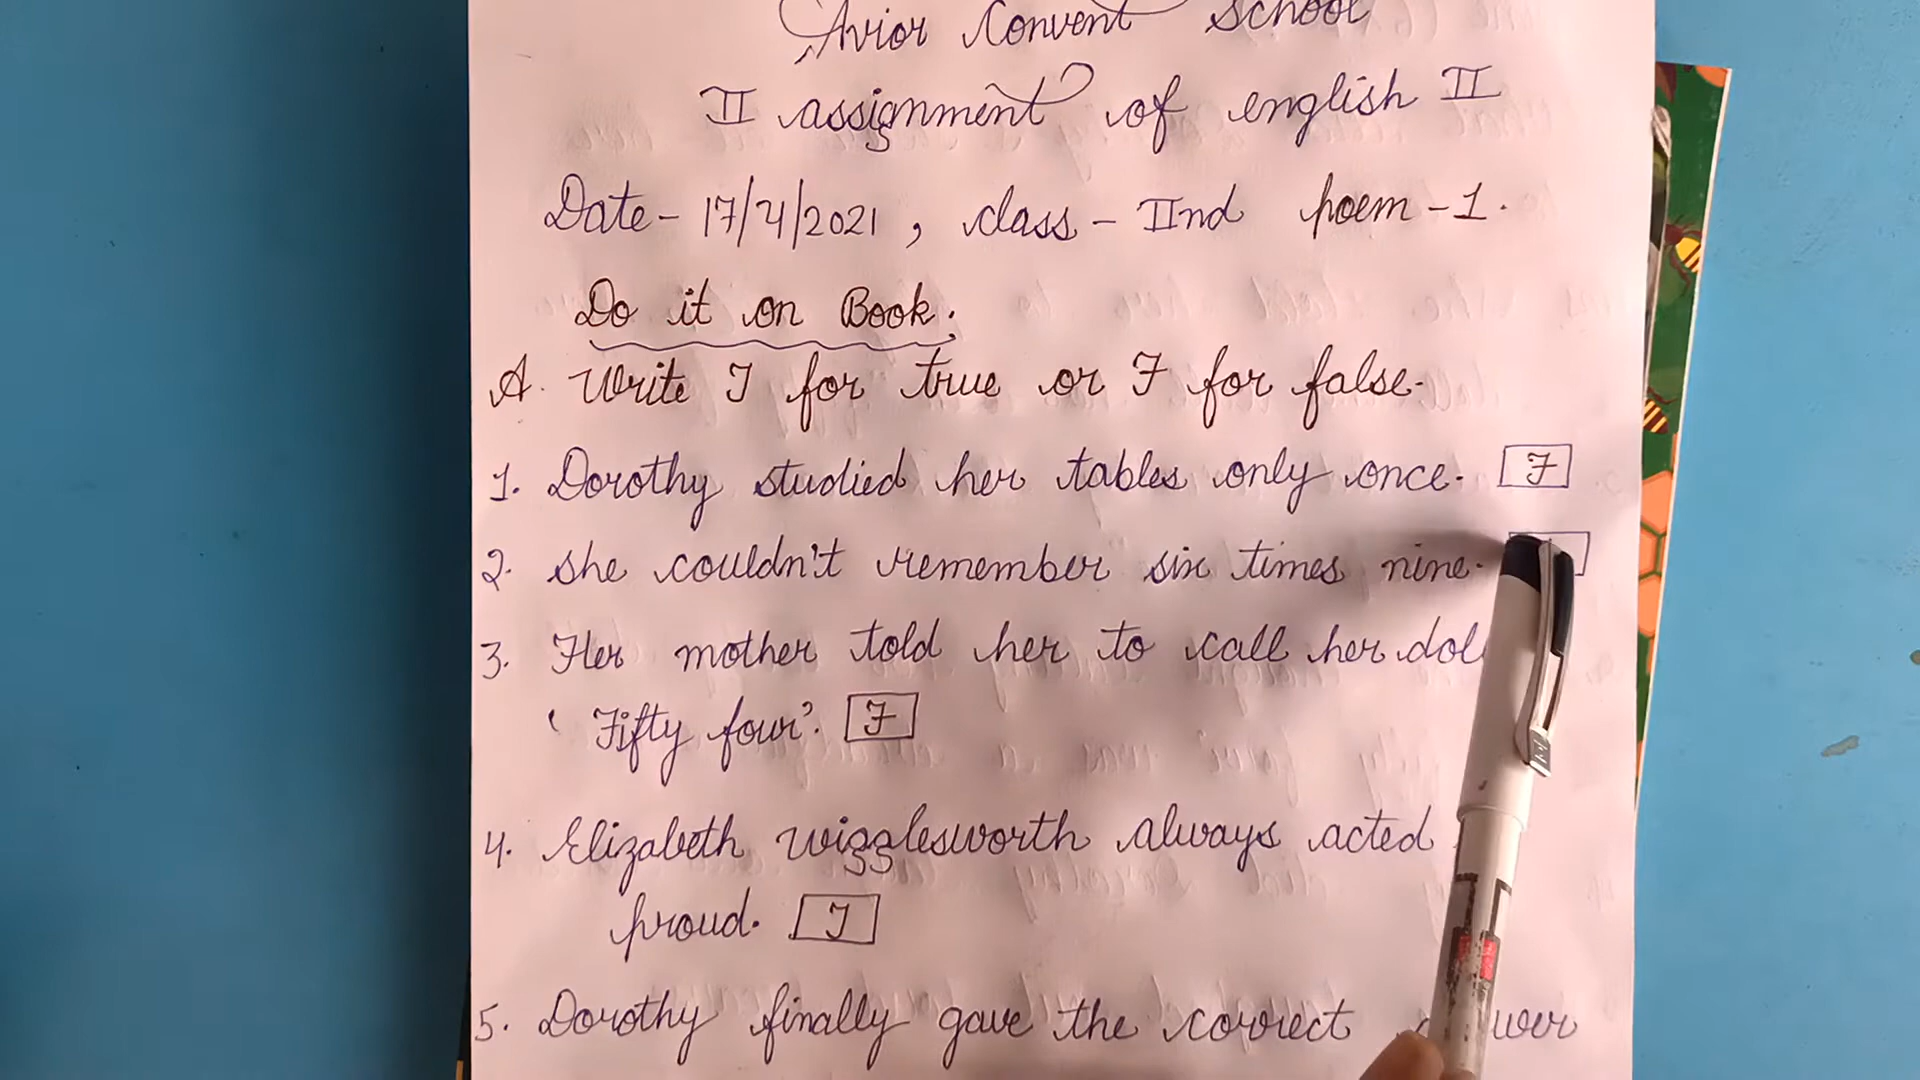 Avior Convent School
II assignment of english II
Date - 17/4/2021, class - IInd poem - 1.
Do it on Book.
A. Write T for true or F for false.
1. Dorothy studied her tables only once. F
2. she couldn't remember six times nine.
3. Her mother told her to call her
'Fifty four'. F
4. Elizabeth wigglesworth always acted
proud. T
5. Dorothy finally gave the correct